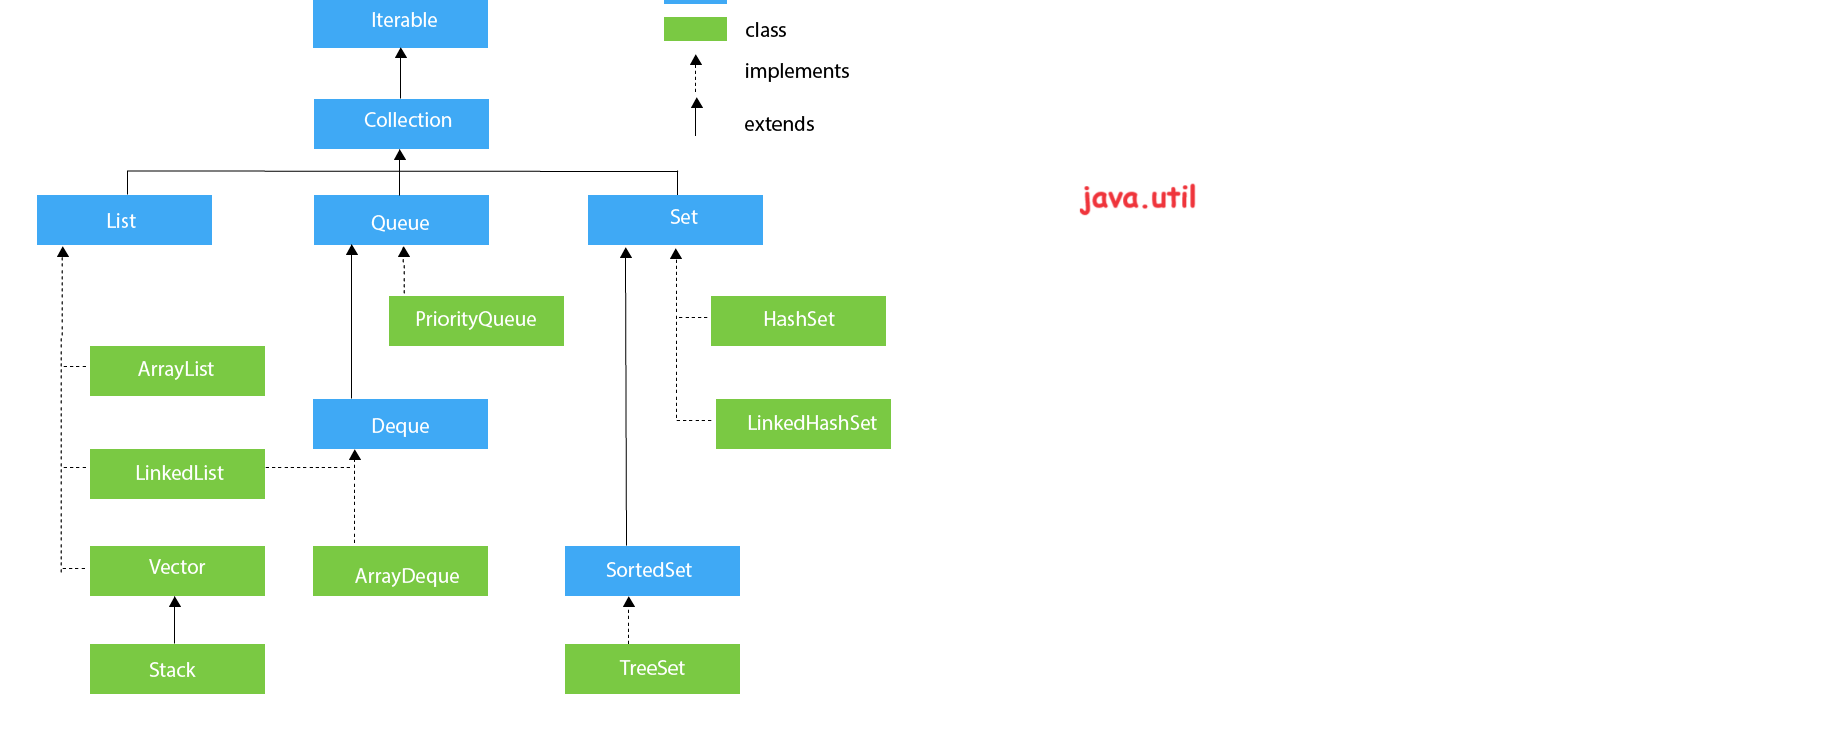 Iterable
class
implements
Collection
extends
java.util
List
Queue
Set
PriorityQueue
HashSet
ArrayList
Deque
LinkedHashSet
LinkedList
Vector
ArrayDeque
SortedSet
Stack
TreeSet